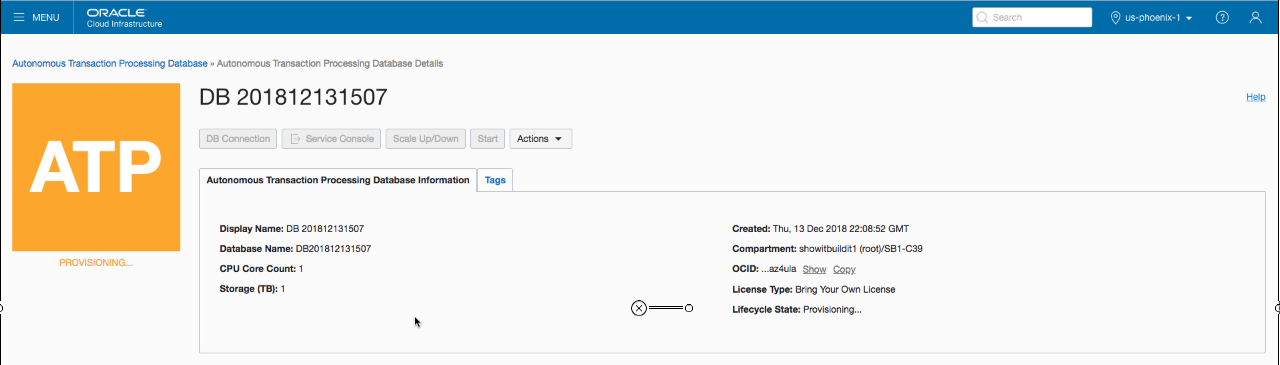 MENU
ORACLE
Cloud Infrastructure
Search
us-phoenix-1
?
Autonomous Transaction Processing Database » Autonomous Transaction Processing Database Details
ATP
PROVISIONING...
DB 201812131507
Help
DB Connection
Service Console
Scale Up/Down
Start
Actions
Autonomous Transaction Processing Database Information
Tags
Display Name: DB 201812131507
Database Name: DB201812131507
CPU Core Count: 1
Storage (TB): 1
Created: Thu, 13 Dec 2018 22:08:52 GMT
Compartment: showitbuildit1 (root)/SB1-C39
OCID: ...az4ula Show Copy
License Type: Bring Your Own License
Lifecycle State: Provisioning...